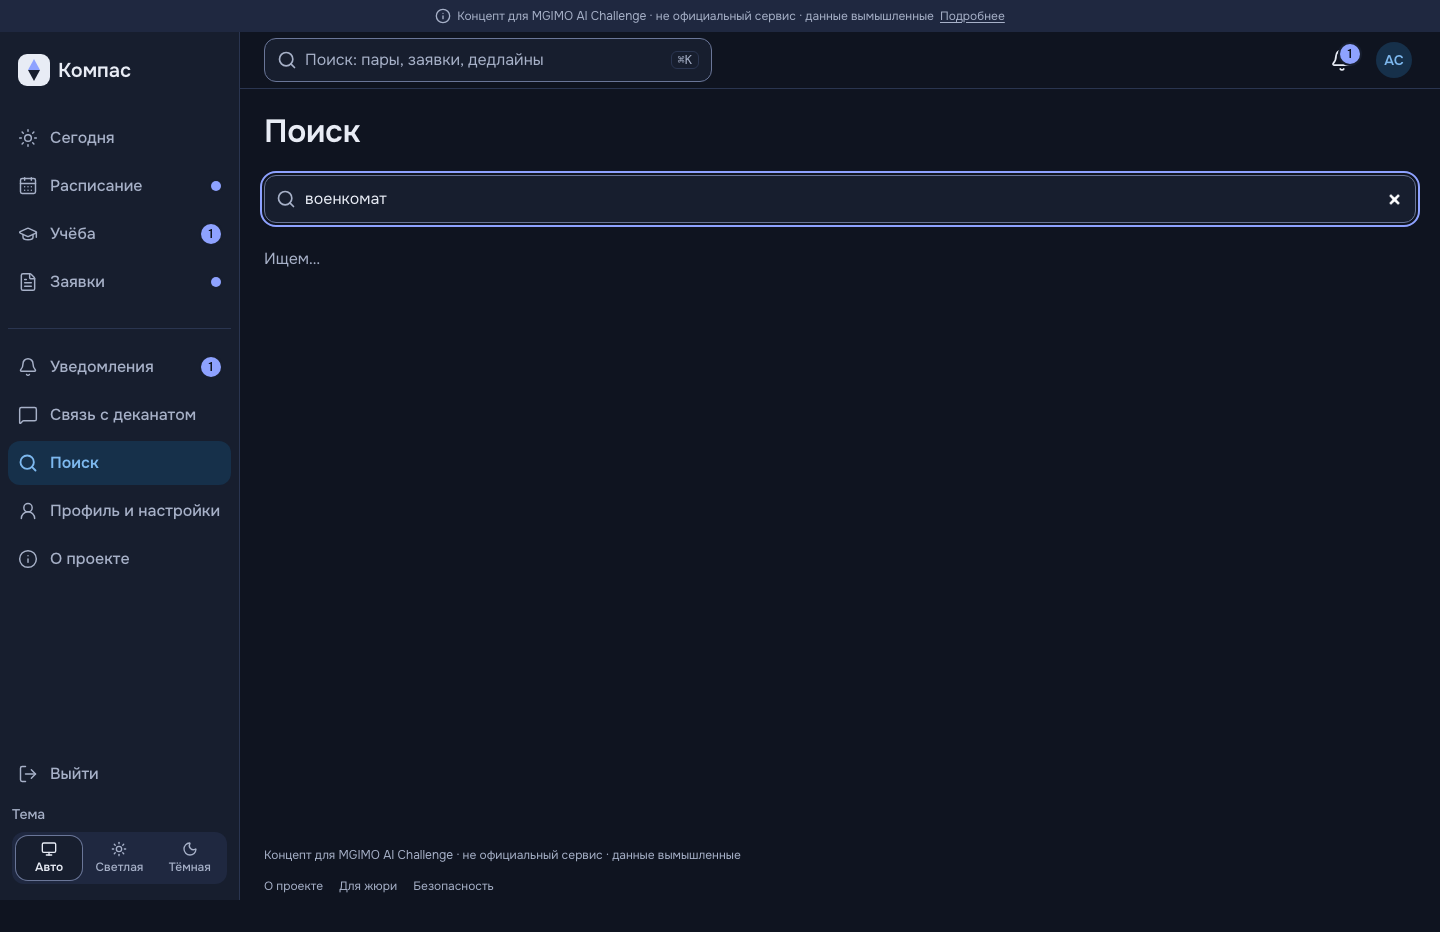 Концепт для MGIMO AI Challenge · не официальный сервис · данные вымышленные Подробнее
Компас
Поиск: пары, заявки, дедлайны
⌘K
1
АС
Сегодня
Расписание
Учёба
1
Заявки
Уведомления
1
Связь с деканатом
Поиск
Профиль и настройки
О проекте
Выйти
Тема
Авто
Светлая
Тёмная
Поиск
военкомат
Ищем…
Концепт для MGIMO AI Challenge · не официальный сервис · данные вымышленные
О проекте
Для жюри
Безопасность